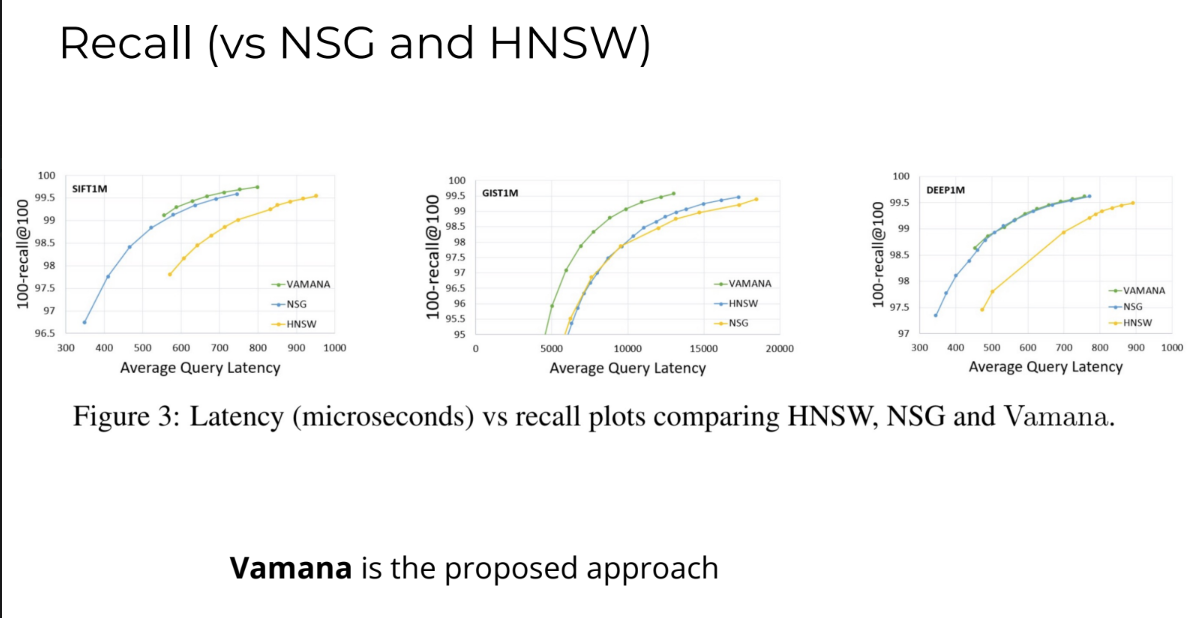 Recall (vs NSG and HNSW)
100-recall@100
100
99.5
99
98.5
98
97.5
97
96.5
SIFT1M
VAMANA
NSG
HNSW
300 400 500 600 700 800 900 1000
Average Query Latency
100-recall@100
100
99.5
99
98.5
98
97.5
97
96.5
96
95.5
95
GIST1M
VAMANA
HNSW
NSG
0 5000 10000 15000 20000
Average Query Latency
100-recall@100
100
99.5
99
98.5
98
97.5
97
DEEP1M
VAMANA
NSG
HNSW
300 400 500 600 700 800 900 1000
Average Query Latency
Figure 3: Latency (microseconds) vs recall plots comparing HNSW, NSG and Vamana.
Vamana is the proposed approach